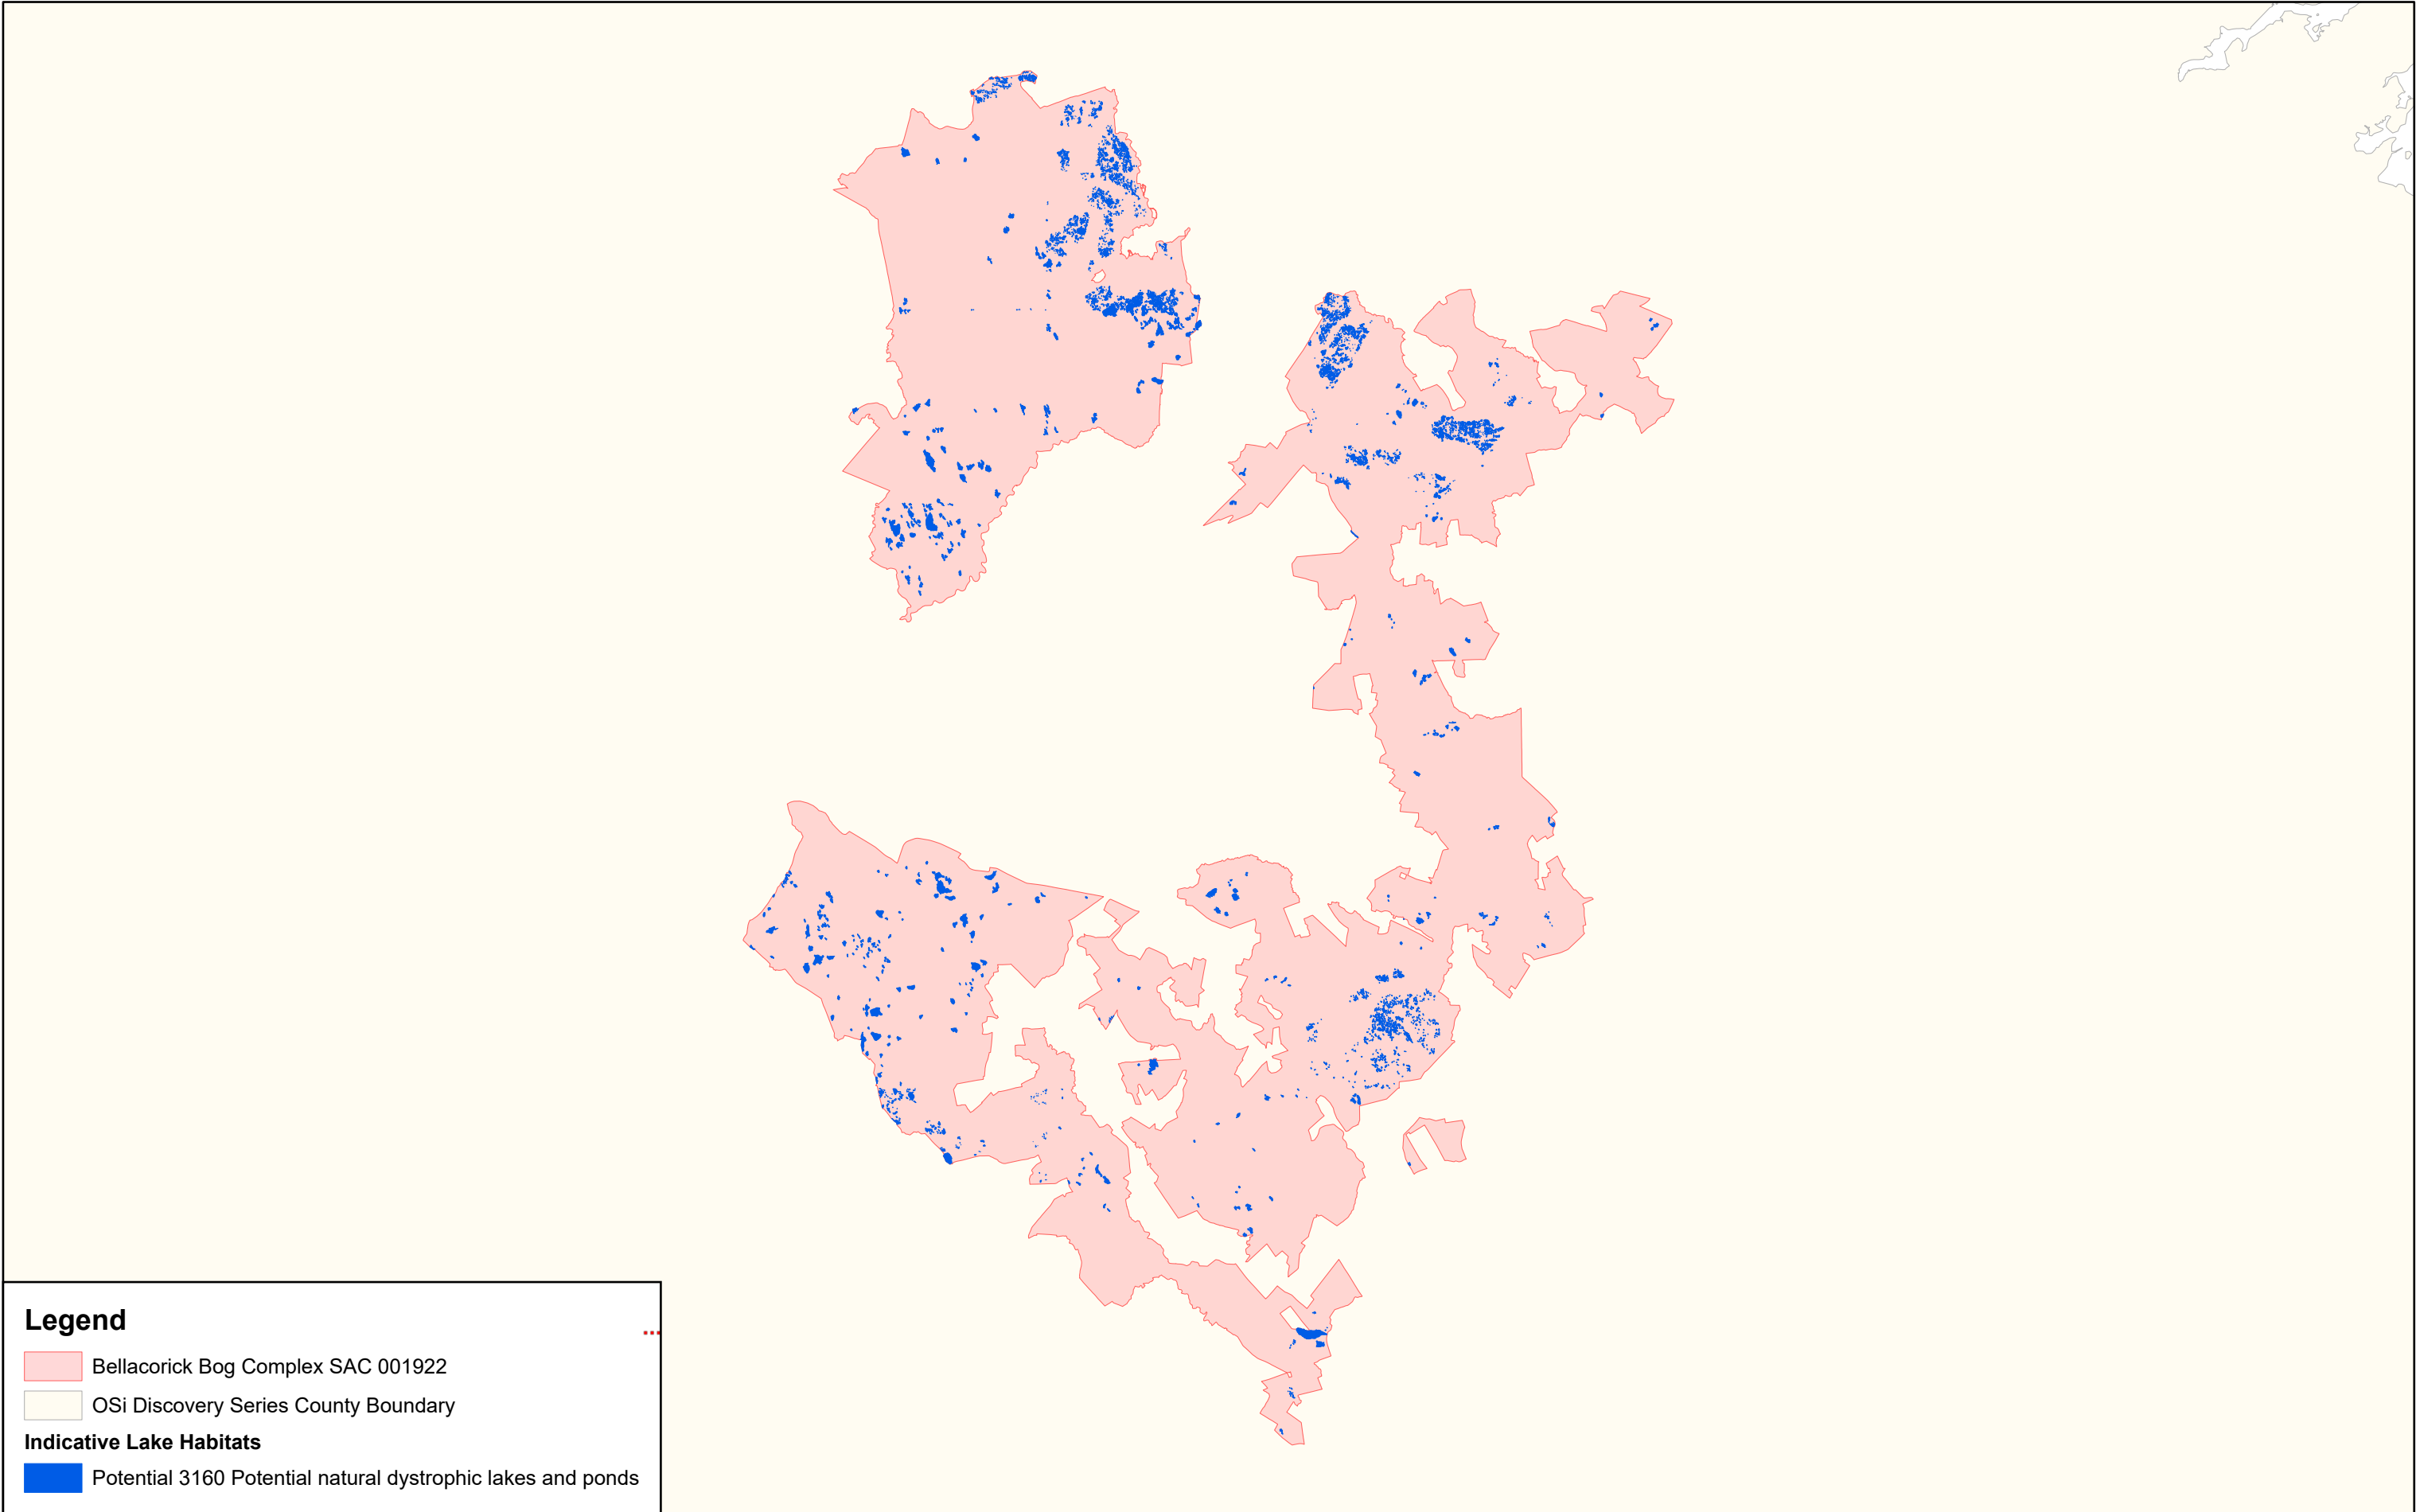 Legend
Bellacorick Bog Complex SAC 001922
OSi Discovery Series County Boundary
Indicative Lake Habitats
Potential 3160 Potential natural dystrophic lakes and ponds